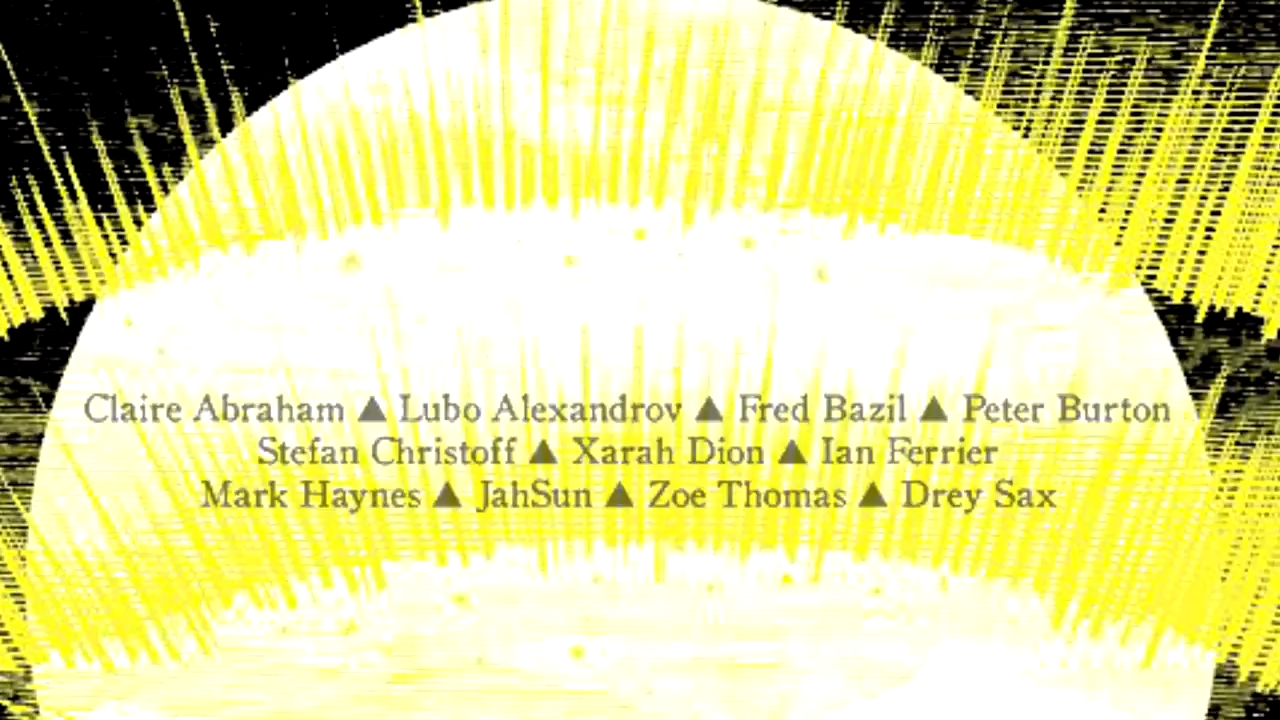 Claire Abraham ▲ Lubo Alexandrov ▲ Fred Bazil ▲ Peter Burton
Stefan Christoff ▲ Xarah Dion ▲ Ian Ferrier
Mark Haynes ▲ JahSun ▲ Zoe Thomas ▲ Drey Sax